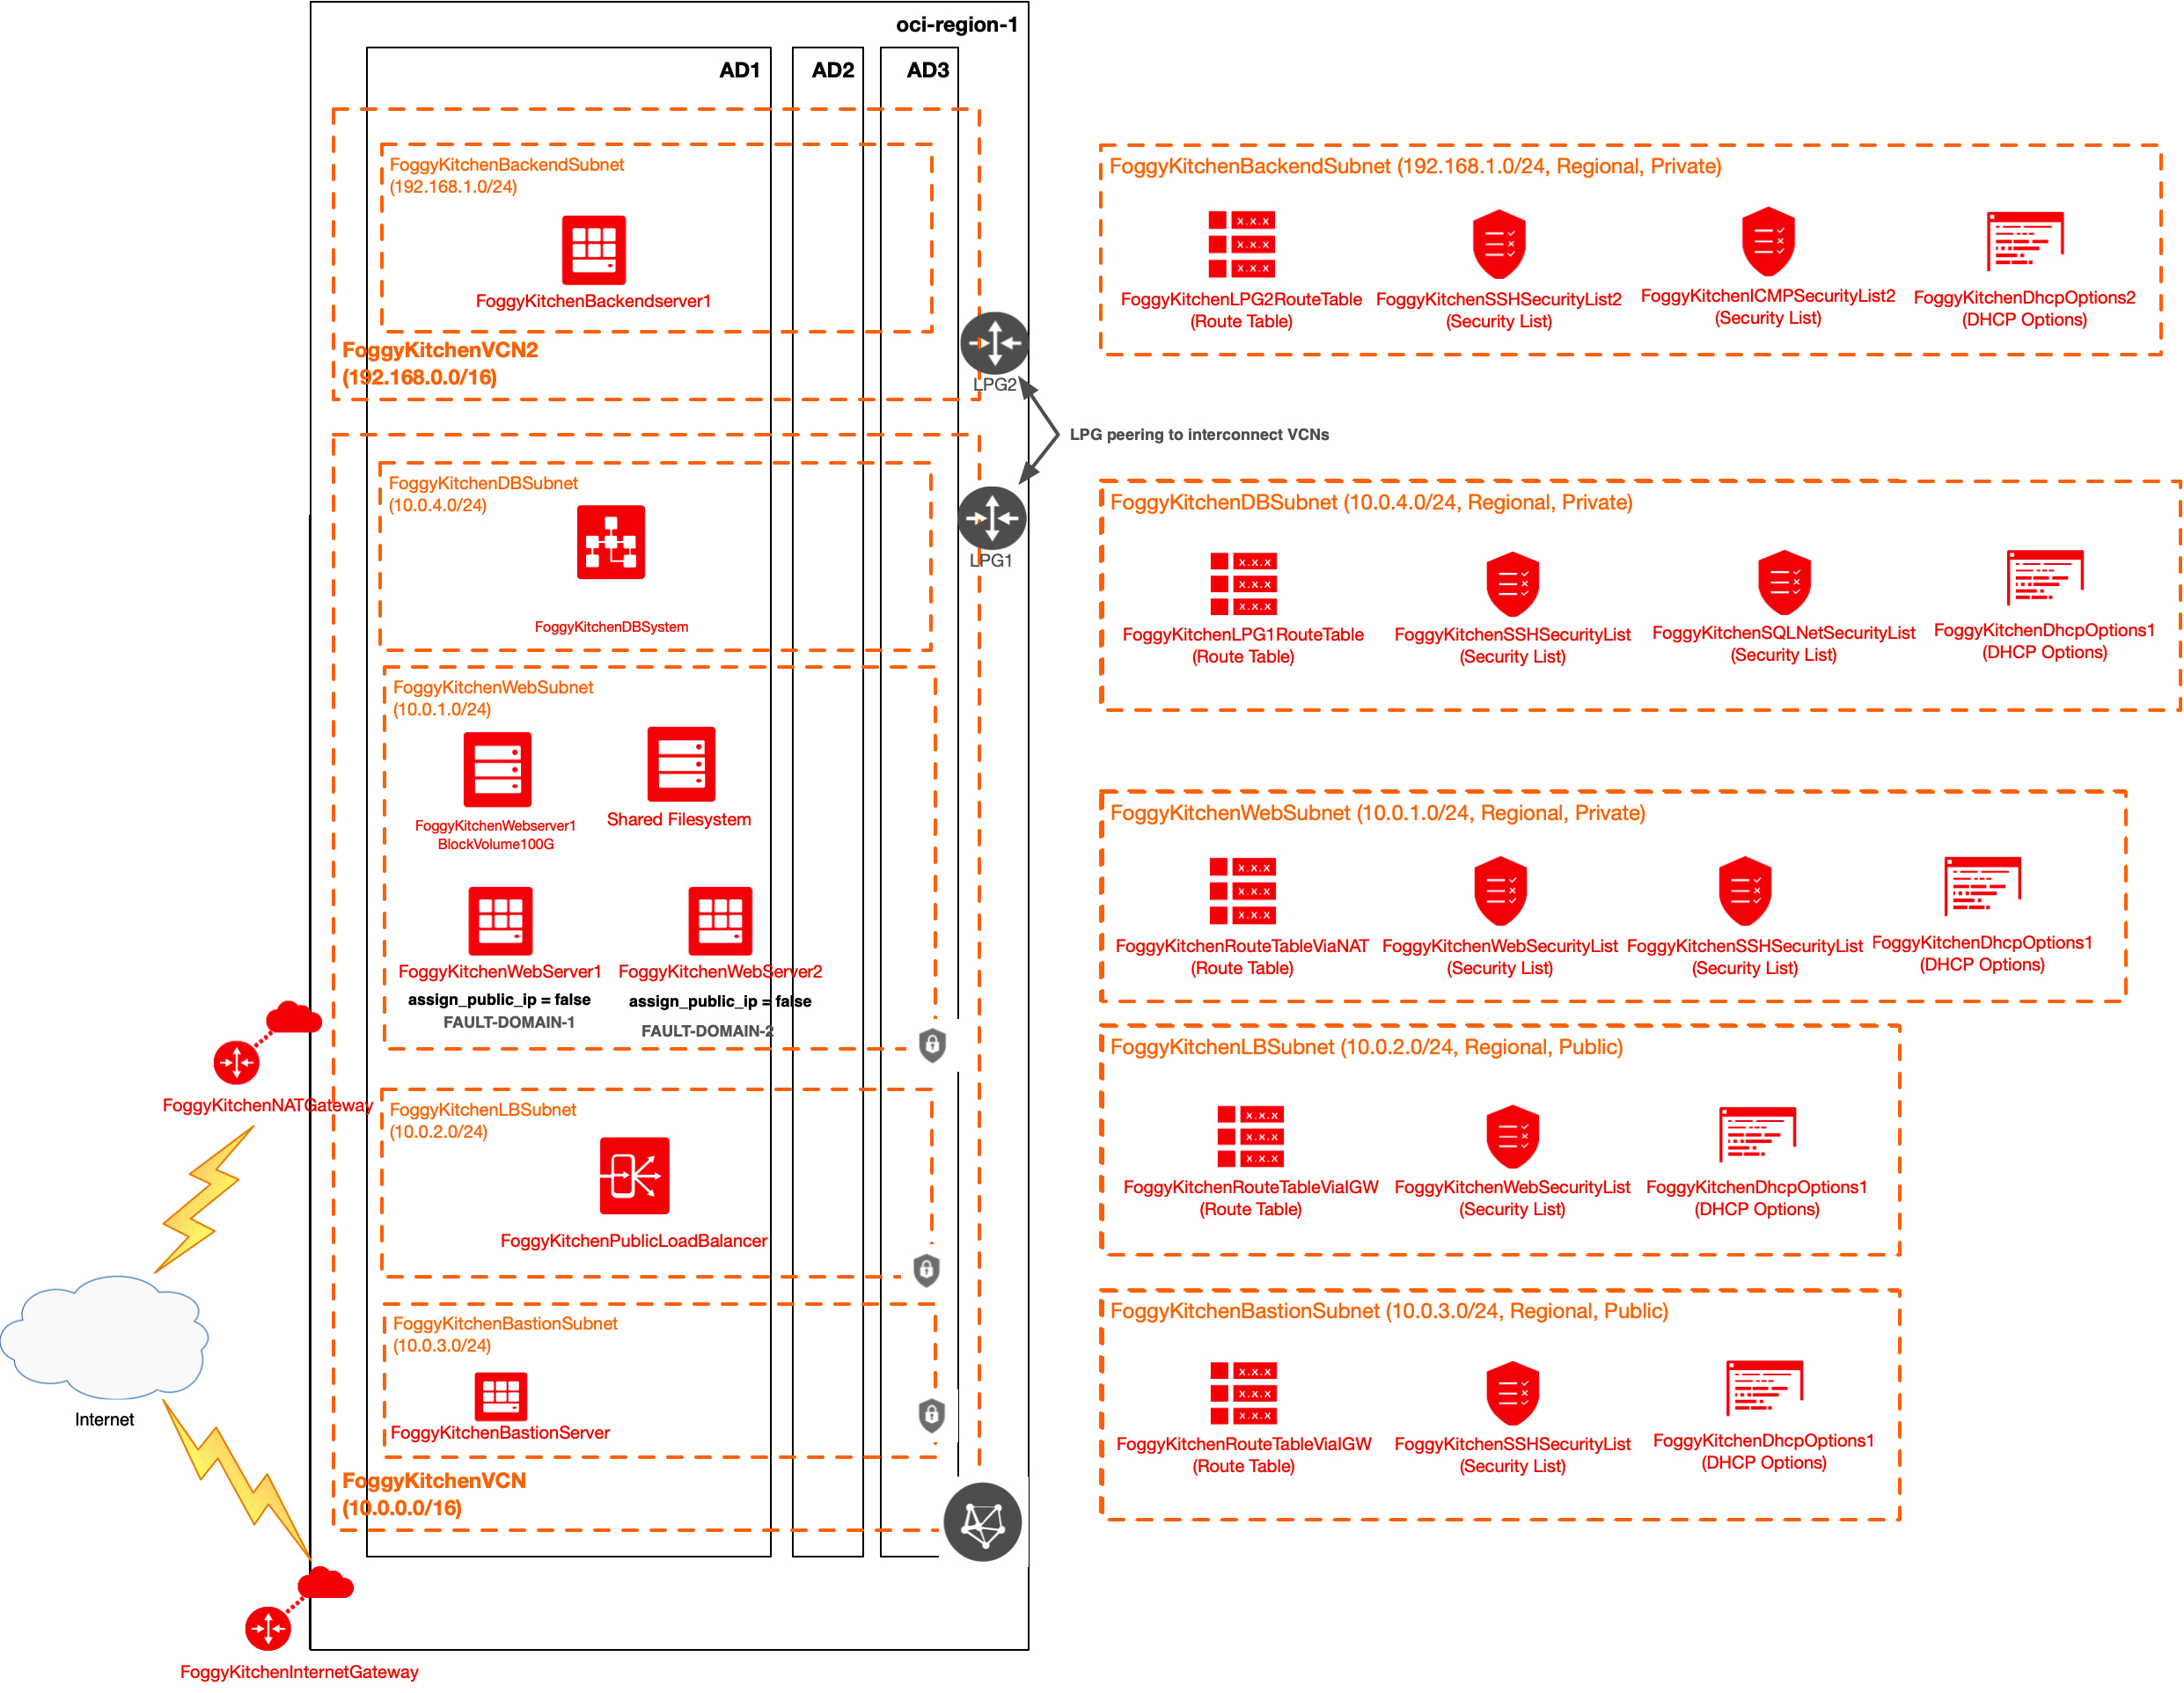 oci-region-1
AD1
AD2
AD3
FoggyKitchenBackendSubnet
(192.168.1.0/24)
FoggyKitchenBackendserver1
FoggyKitchenVCN2
(192.168.0.0/16)
LPG2
LPG peering to interconnect VCNs
FoggyKitchenDBSubnet
(10.0.4.0/24)
FoggyKitchenDBSystem
LPG1
FoggyKitchenWebSubnet
(10.0.1.0/24)
FoggyKitchenWebserver1
BlockVolume100G
Shared Filesystem
FoggyKitchenWebServer1
assign_public_ip = false
FAULT-DOMAIN-1
FoggyKitchenWebServer2
assign_public_ip = false
FAULT-DOMAIN-2
FoggyKitchenNATGateway
FoggyKitchenLBSubnet
(10.0.2.0/24)
FoggyKitchenPublicLoadBalancer
FoggyKitchenBastionSubnet
(10.0.3.0/24)
FoggyKitchenBastionServer
Internet
FoggyKitchenVCN
(10.0.0.0/16)
FoggyKitchenInternetGateway
FoggyKitchenBackendSubnet (192.168.1.0/24, Regional, Private)
x.x.x
x.x.x
x.x.x
FoggyKitchenLPG2RouteTable
(Route Table)
FoggyKitchenSSHSecurityList2
(Security List)
FoggyKitchenICMPSecurityList2
(Security List)
FoggyKitchenDhcpOptions2
(DHCP Options)
FoggyKitchenDBSubnet (10.0.4.0/24, Regional, Private)
x.x.x
x.x.x
x.x.x
FoggyKitchenLPG1RouteTable
(Route Table)
FoggyKitchenSSHSecurityList
(Security List)
FoggyKitchenSQLNetSecurityList
(Security List)
FoggyKitchenDhcpOptions1
(DHCP Options)
FoggyKitchenWebSubnet (10.0.1.0/24, Regional, Private)
x.x.x
x.x.x
x.x.x
FoggyKitchenRouteTableViaNAT
(Route Table)
FoggyKitchenWebSecurityList
(Security List)
FoggyKitchenSSHSecurityList
(Security List)
FoggyKitchenDhcpOptions1
(DHCP Options)
FoggyKitchenLBSubnet (10.0.2.0/24, Regional, Public)
x.x.x
x.x.x
x.x.x
FoggyKitchenRouteTableViaIGW
(Route Table)
FoggyKitchenWebSecurityList
(Security List)
FoggyKitchenDhcpOptions1
(DHCP Options)
FoggyKitchenBastionSubnet (10.0.3.0/24, Regional, Public)
x.x.x
x.x.x
x.x.x
FoggyKitchenRouteTableViaIGW
(Route Table)
FoggyKitchenSSHSecurityList
(Security List)
FoggyKitchenDhcpOptions1
(DHCP Options)